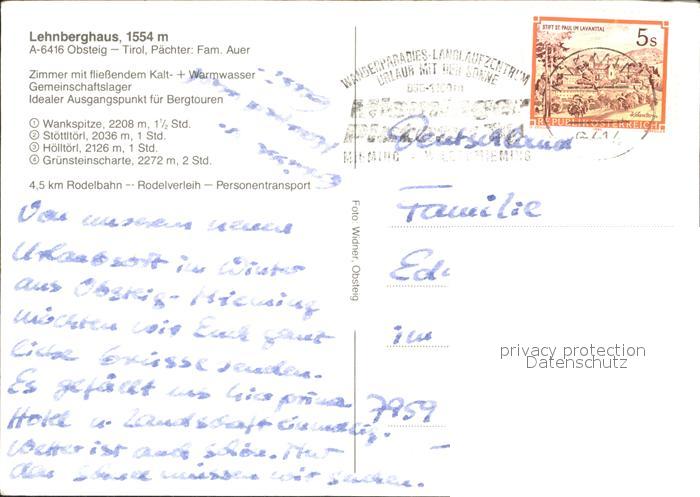 Lehnberghaus, 1554 m
A-6416 Obsteig – Tirol, Pächter: Fam. Auer
Zimmer mit fließendem Kalt- + Warmwasser
Gemeinschaftslager
Idealer Ausgangspunkt für Bergtouren
① Wankspitze, 2208 m, 1½ Std.
② Stöttltörl, 2036 m, 1 Std.
③ Hölltörl, 2126 m, 1 Std.
④ Grünsteinscharte, 2272 m, 2 Std.
4,5 km Rodelbahn -- Rodelverleih – Personentransport
Von unserem neuen
Urlaubsort im Winter
aus Obsteig-Mieming
möchten wir Euch ganz
liebe Grüsse senden.
Es gefällt uns hier prima
Hotel u. Landschaft einmalig.
Wetter ist auch schön. Nur
den Schnee müssen wir suchen.
Foto: Widner, Obsteig
WANDERPARADIES-LANGLAUFZENTRUM
URLAUB MIT DER SONNE
MIEMING
STIFT ST. PAUL IM LAVANTTAL
5 s
REPUBLIK ÖSTERREICH
Deutschland
Familie
Ed
im
7959
privacy protection
Datenschutz